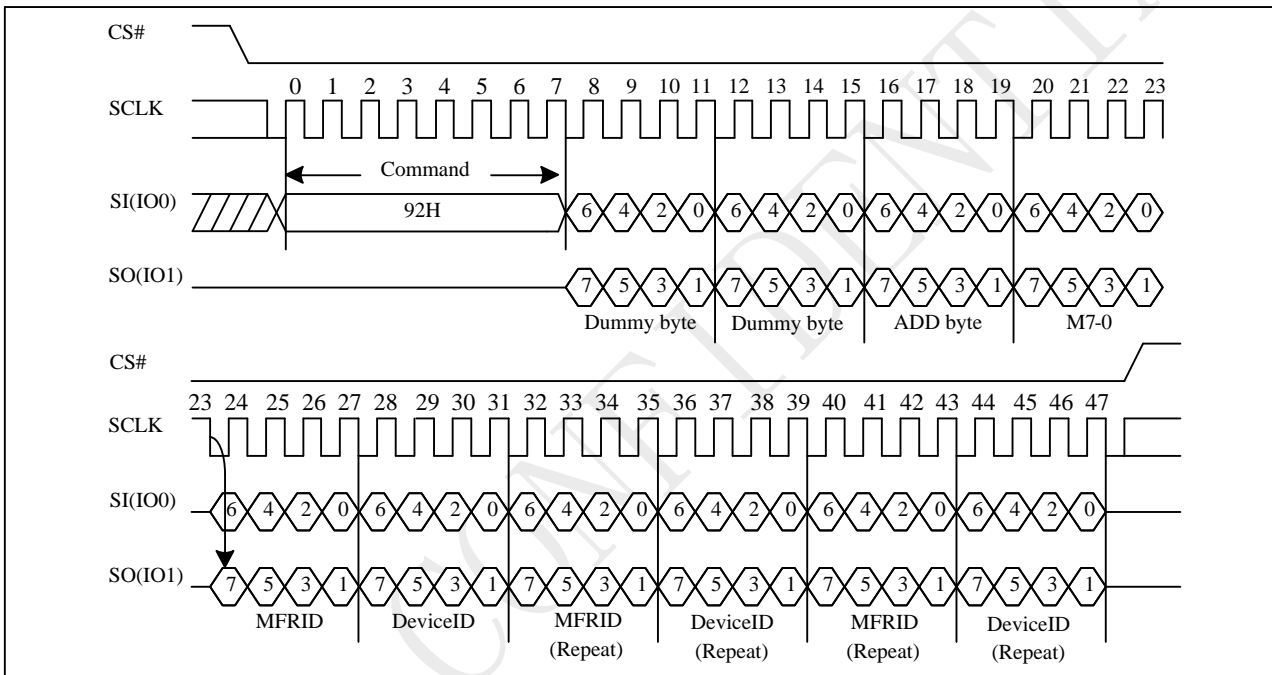 CS#
0 1 2 3 4 5 6 7 8 9 10 11 12 13 14 15 16 17 18 19 20 21 22 23
SCLK
Command
SI(IO0)
92H
6 4 2 0 6 4 2 0 6 4 2 0 6 4 2 0
SO(IO1)
7 5 3 1 7 5 3 1 7 5 3 1 7 5 3 1
Dummy byte Dummy byte ADD byte M7-0
CS#
23 24 25 26 27 28 29 30 31 32 33 34 35 36 37 38 39 40 41 42 43 44 45 46 47
SCLK
SI(IO0)
6 4 2 0 6 4 2 0 6 4 2 0 6 4 2 0 6 4 2 0 6 4 2 0
SO(IO1)
7 5 3 1 7 5 3 1 7 5 3 1 7 5 3 1 7 5 3 1 7 5 3 1
MFRID DeviceID MFRID DeviceID MFRID DeviceID
(Repeat) (Repeat) (Repeat) (Repeat)
CONFIDENTI